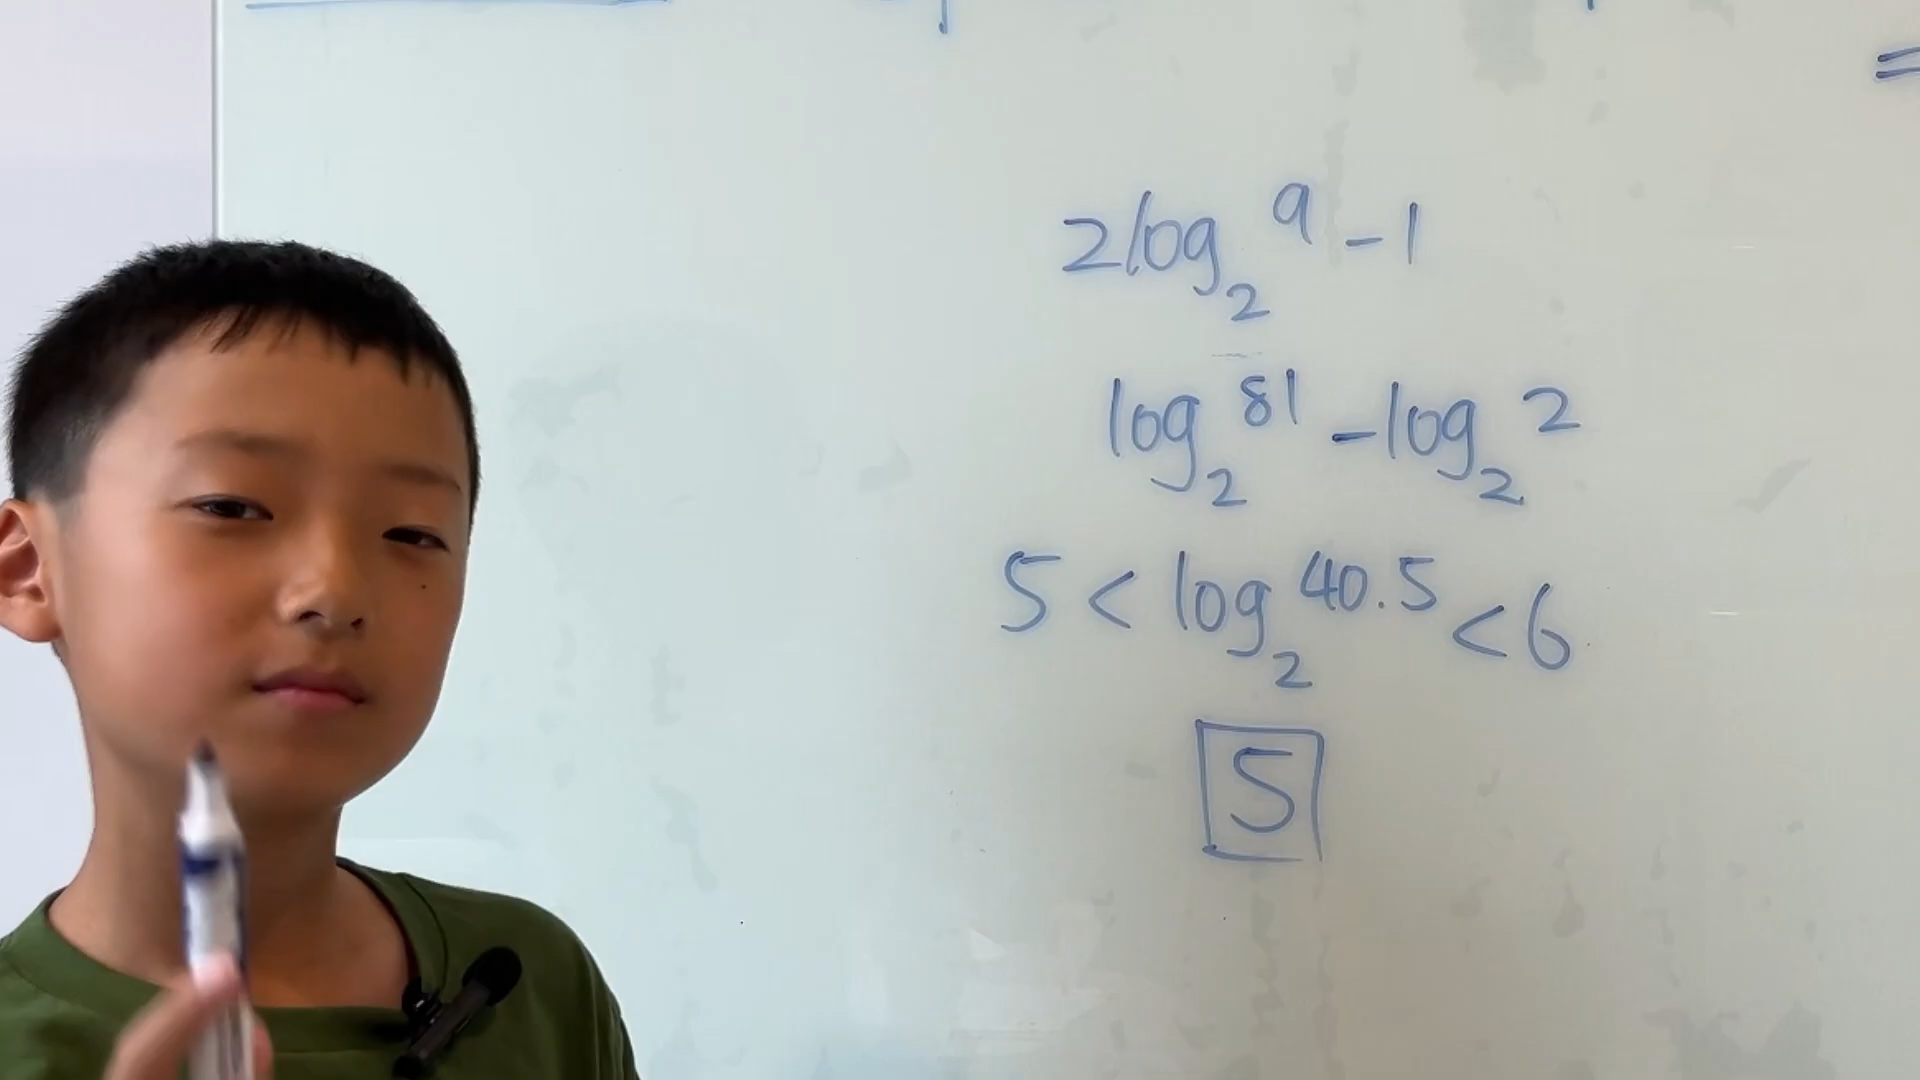 =
2log₂9 - 1
log₂81 - log₂2
5 < log₂40.5 < 6
5